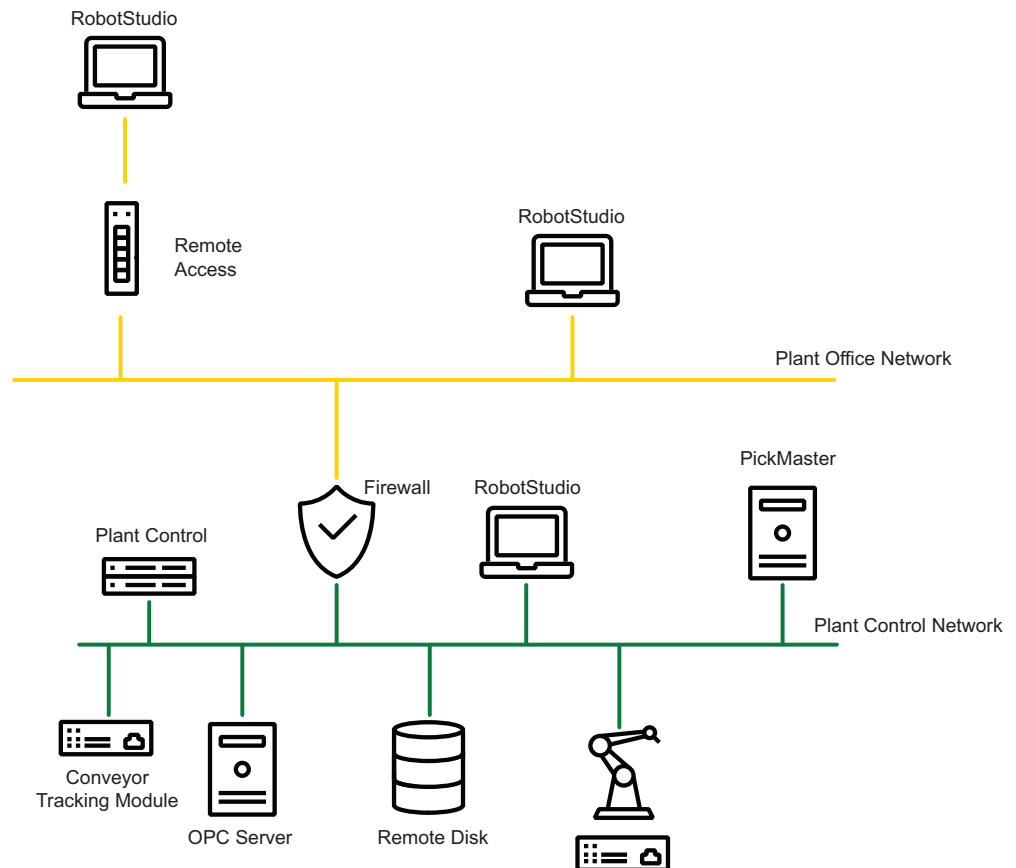 RobotStudio
Remote
Access
RobotStudio
Plant Office Network
Firewall
RobotStudio
PickMaster
Plant Control
Plant Control Network
Conveyor
Tracking Module
OPC Server
Remote Disk